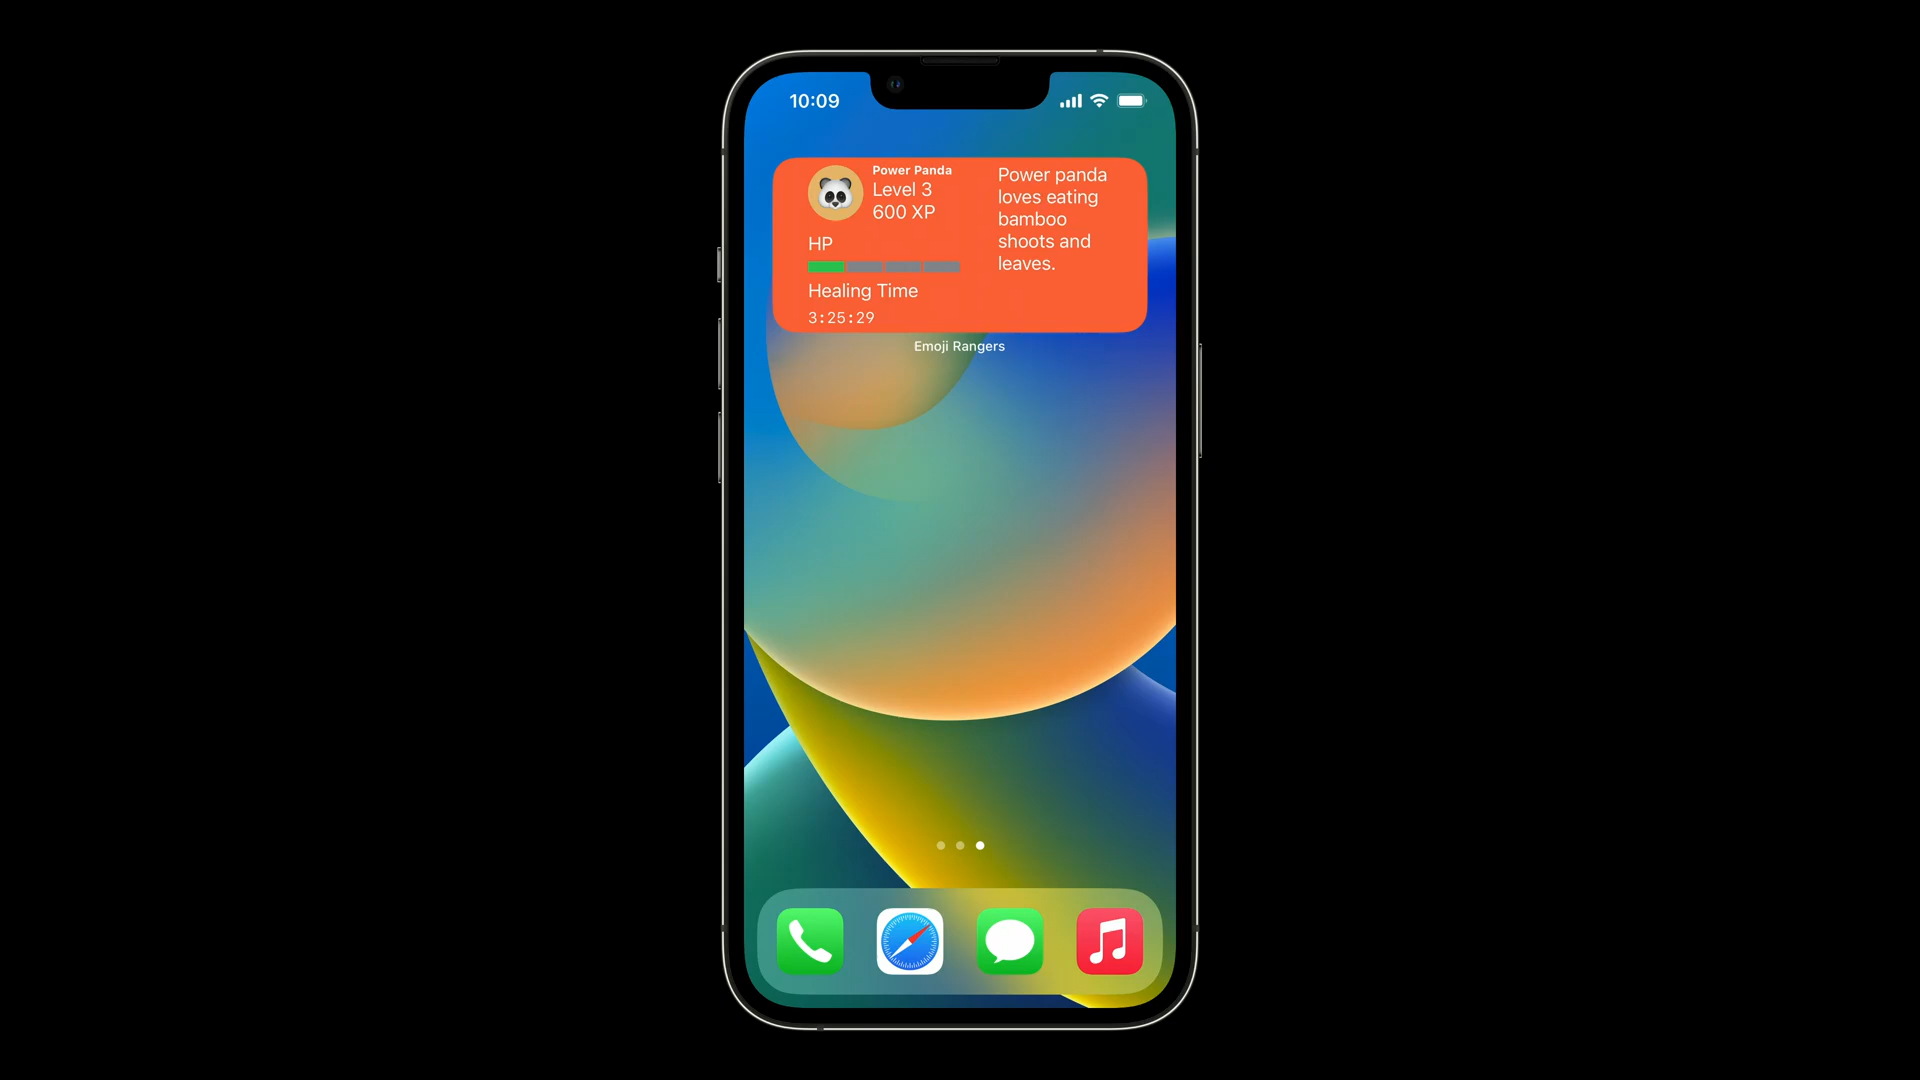 10:09
Power Panda
Level 3
600 XP
HP
Healing Time
3:25:29
Power panda
loves eating
bamboo
shoots and
leaves.
Emoji Rangers